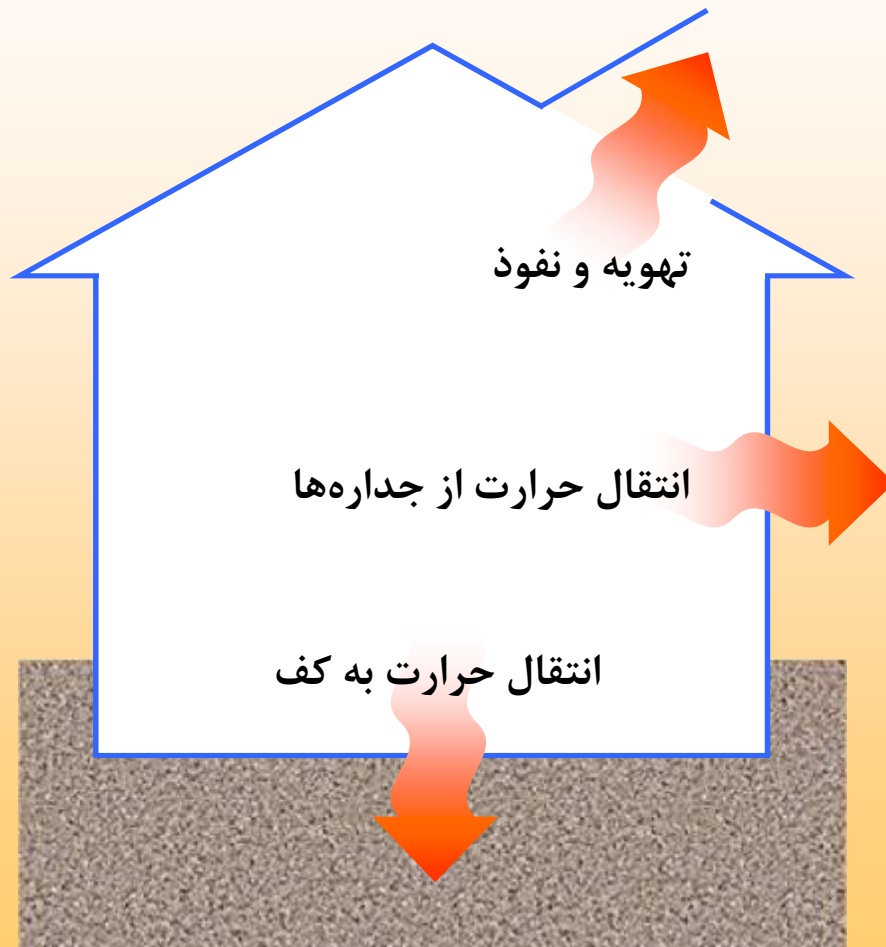 تهویه و نفوذ
انتقال حرارت از جداره‌ها
انتقال حرارت به کف